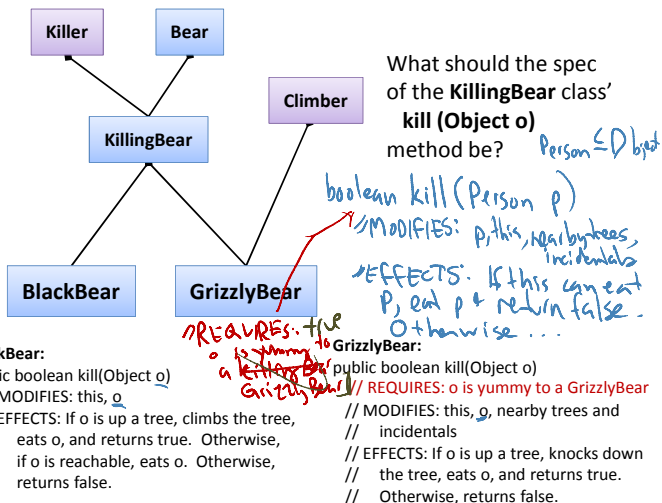 Killer
Bear
What should the spec
of the KillingBear class'
kill (Object o)
method be?
Climber
KillingBear
Person ≤ Object
boolean kill (Person p)
// MODIFIES: p, this, nearby trees,
incidentals
// EFFECTS: If this can eat
p, eat p & return false.
Otherwise ...
BlackBear
GrizzlyBear
// REQUIRES: true
o is yummy to
a Killing Bear
GrizzlyBear
kBear:
ic boolean kill(Object o)
MODIFIES: this, o
EFFECTS: If o is up a tree, climbs the tree,
eats o, and returns true. Otherwise,
if o is reachable, eats o. Otherwise,
returns false.
GrizzlyBear:
public boolean kill(Object o)
// REQUIRES: o is yummy to a GrizzlyBear
// MODIFIES: this, o, nearby trees and
// incidentals
// EFFECTS: If o is up a tree, knocks down
// the tree, eats o, and returns true.
// Otherwise, returns false.